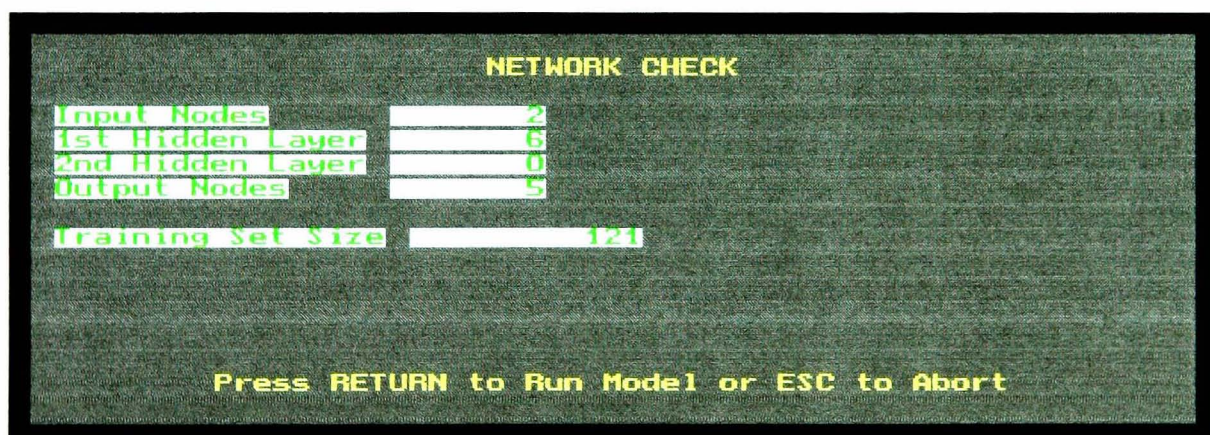 NETWORK CHECK
Input Nodes 2
1st Hidden Layer 6
2nd Hidden Layer 0
Output Nodes 5
Training Set Size 121
Press RETURN to Run Model or ESC to Abort